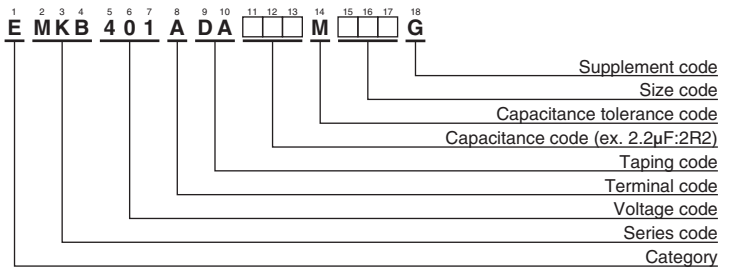 1 2 3 4 5 6 7 8 9 10 11 12 13 14 15 16 17 18
E MKB 401 A DA □□□ M □□□ G
Supplement code
Size code
Capacitance tolerance code
Capacitance code (ex. 2.2μF:2R2)
Taping code
Terminal code
Voltage code
Series code
Category